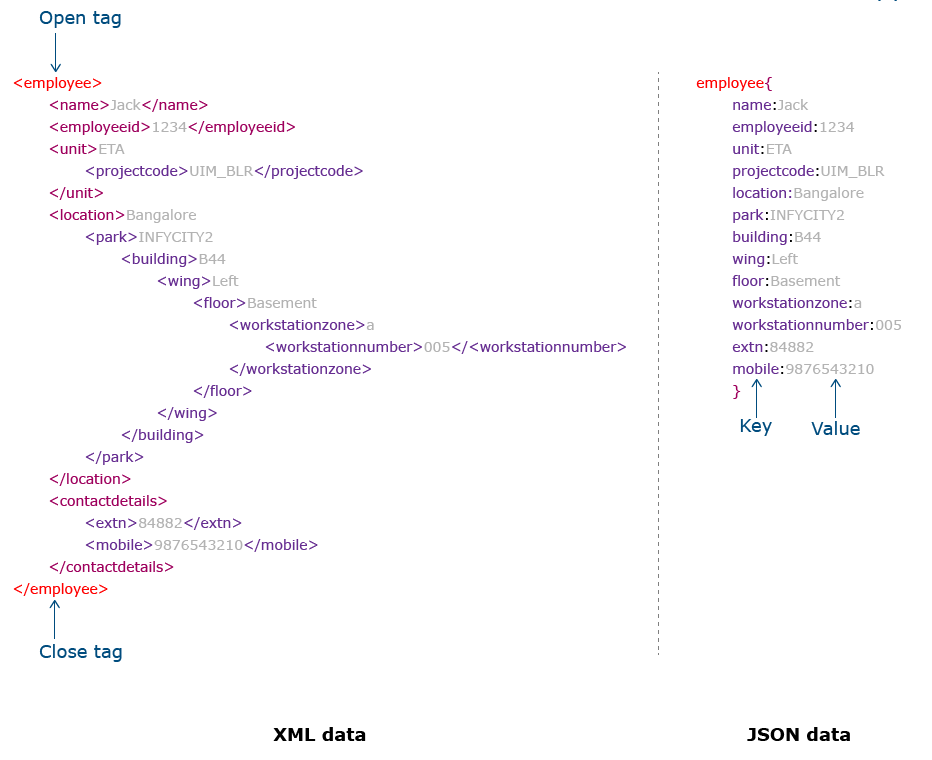 Open tag
<employee>
<name>Jack</name>
<employeeid>1234</employeeid>
<unit>ETA
<projectcode>UIM_BLR</projectcode>
</unit>
<location>Bangalore
<park>INFYCITY2
<building>B44
<wing>Left
<floor>Basement
<workstationzone>a
<workstationnumber>005</<workstationnumber>
</workstationzone>
</floor>
</wing>
</building>
</park>
</location>
<contactdetails>
<extn>84882</extn>
<mobile>9876543210</mobile>
</contactdetails>
</employee>
Close tag
XML data
employee{
name:Jack
employeeid:1234
unit:ETA
projectcode:UIM_BLR
location:Bangalore
park:INFYCITY2
building:B44
wing:Left
floor:Basement
workstationzone:a
workstationnumber:005
extn:84882
mobile:9876543210
}
Key Value
JSON data